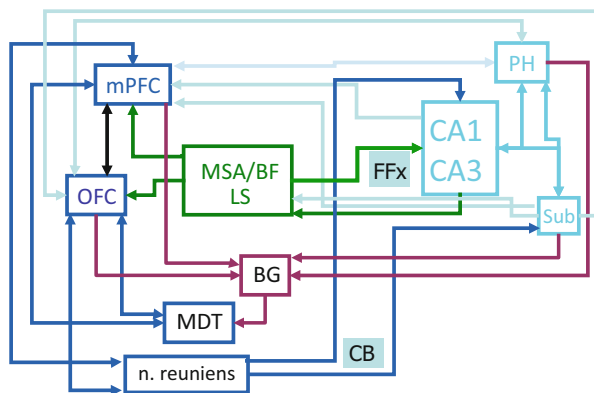 PH
mPFC
CA1
CA3
MSA/BF
LS
FFx
OFC
Sub
BG
MDT
CB
n. reuniens